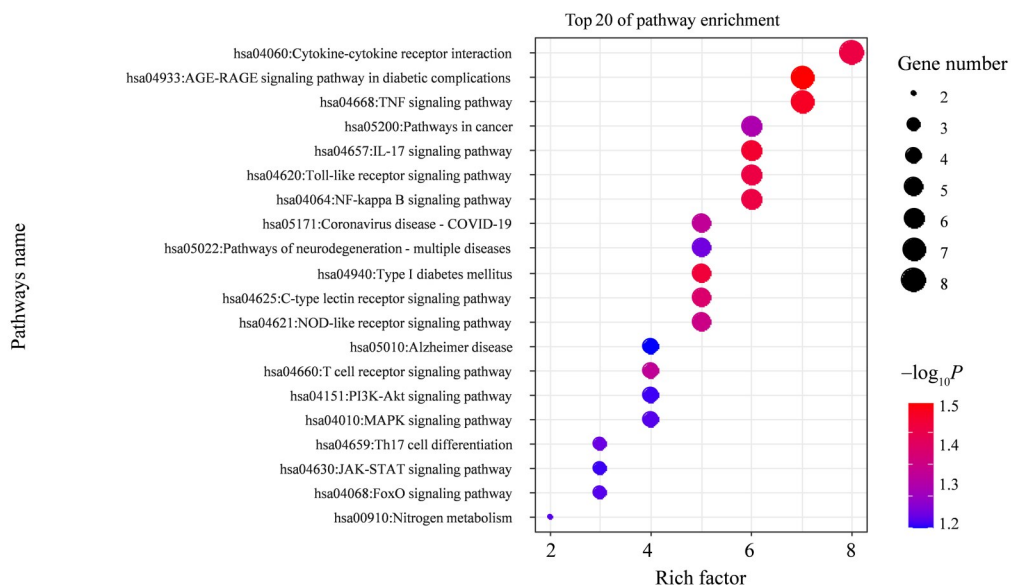 Top 20 of pathway enrichment
Pathways name
hsa04060:Cytokine-cytokine receptor interaction
hsa04933:AGE-RAGE signaling pathway in diabetic complications
hsa04668:TNF signaling pathway
hsa05200:Pathways in cancer
hsa04657:IL-17 signaling pathway
hsa04620:Toll-like receptor signaling pathway
hsa04064:NF-kappa B signaling pathway
hsa05171:Coronavirus disease - COVID-19
hsa05022:Pathways of neurodegeneration - multiple diseases
hsa04940:Type I diabetes mellitus
hsa04625:C-type lectin receptor signaling pathway
hsa04621:NOD-like receptor signaling pathway
hsa05010:Alzheimer disease
hsa04660:T cell receptor signaling pathway
hsa04151:PI3K-Akt signaling pathway
hsa04010:MAPK signaling pathway
hsa04659:Th17 cell differentiation
hsa04630:JAK-STAT signaling pathway
hsa04068:FoxO signaling pathway
hsa00910:Nitrogen metabolism
2 4 6 8
Rich factor
Gene number
2
3
4
5
6
7
8
−log₁₀P
1.5
1.4
1.3
1.2